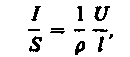 I/S = 1/ρ U/l,